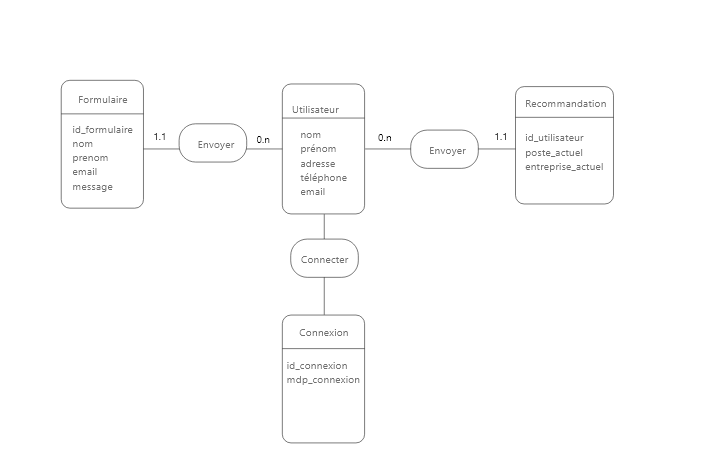 Formulaire
id_formulaire
nom
prenom
email
message
1.1
Envoyer
0.n
Utilisateur
nom
prénom
adresse
téléphone
email
0.n
Envoyer
1.1
Recommandation
id_utilisateur
poste_actuel
entreprise_actuel
Connecter
Connexion
id_connexion
mdp_connexion